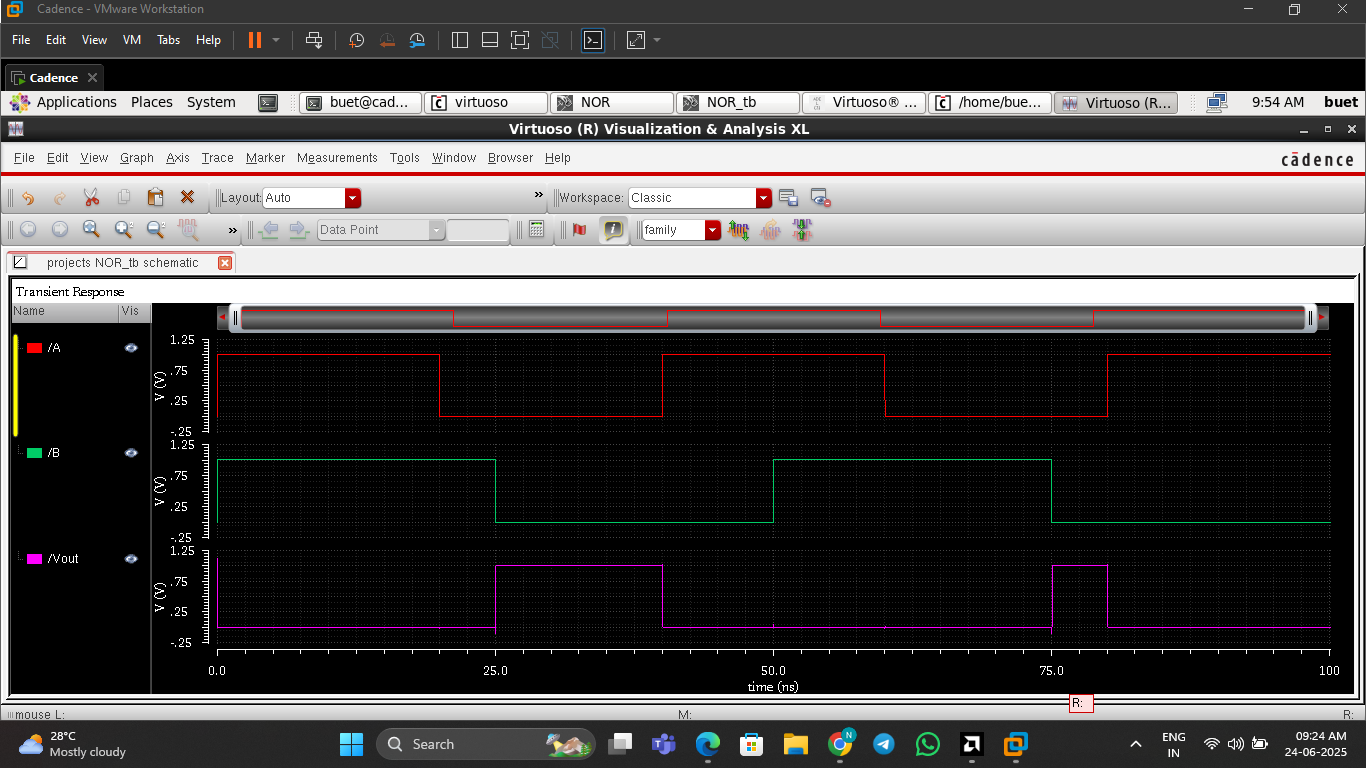 Cadence - VMware Workstation
File Edit View VM Tabs Help
Cadence
Applications Places System buet@cad... virtuoso NOR NOR_tb Virtuoso® ... /home/bue... Virtuoso (R... 9:54 AM buet
Virtuoso (R) Visualization & Analysis XL
File Edit View Graph Axis Trace Marker Measurements Tools Window Browser Help cādence
Layout: Auto » Workspace: Classic
» Data Point family
projects NOR_tb schematic
Transient Response
Name Vis
/A
1.25
.75
.25
-.25
V (V)
/B
1.25
.75
.25
-.25
V (V)
/Vout
1.25
.75
.25
-.25
V (V)
0.0 25.0 50.0 75.0 100
time (ns)
R:
mouse L: M: R:
28°C
Mostly cloudy
Search
N
ENG
IN
09:24 AM
24-06-2025